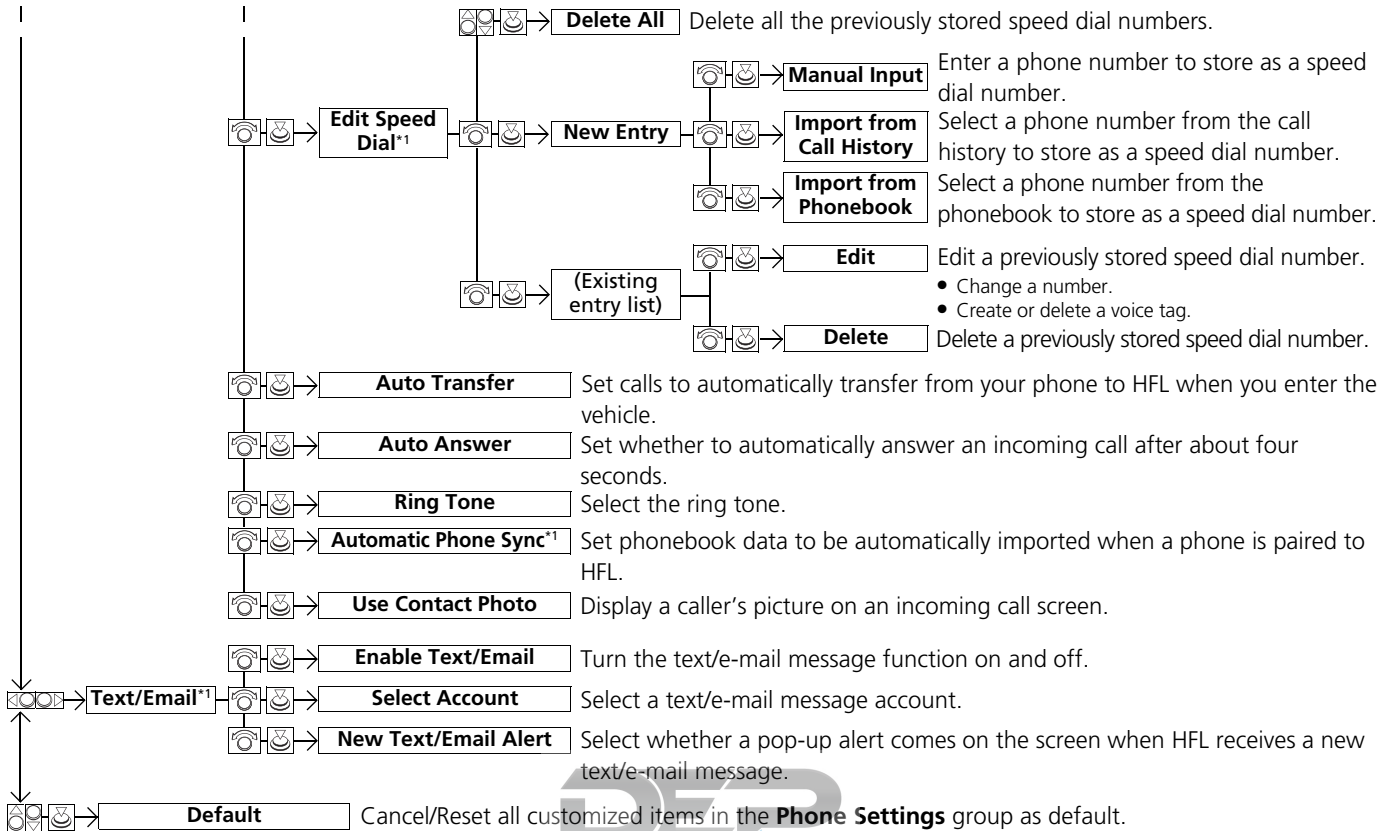 Delete All Delete all the previously stored speed dial numbers.
Manual Input Enter a phone number to store as a speed
dial number.
Edit Speed
Dial*1
New Entry
Import from
Call History
Select a phone number from the call
history to store as a speed dial number.
Import from
Phonebook
Select a phone number from the
phonebook to store as a speed dial number.
(Existing
entry list)
Edit Edit a previously stored speed dial number.
• Change a number.
• Create or delete a voice tag.
Delete Delete a previously stored speed dial number.
Auto Transfer Set calls to automatically transfer from your phone to HFL when you enter the
vehicle.
Auto Answer Set whether to automatically answer an incoming call after about four
seconds.
Ring Tone Select the ring tone.
Automatic Phone Sync*1 Set phonebook data to be automatically imported when a phone is paired to
HFL.
Use Contact Photo Display a caller's picture on an incoming call screen.
Enable Text/Email Turn the text/e-mail message function on and off.
Text/Email*1 Select Account Select a text/e-mail message account.
New Text/Email Alert Select whether a pop-up alert comes on the screen when HFL receives a new
text/e-mail message.
Default Cancel/Reset all customized items in the Phone Settings group as default.